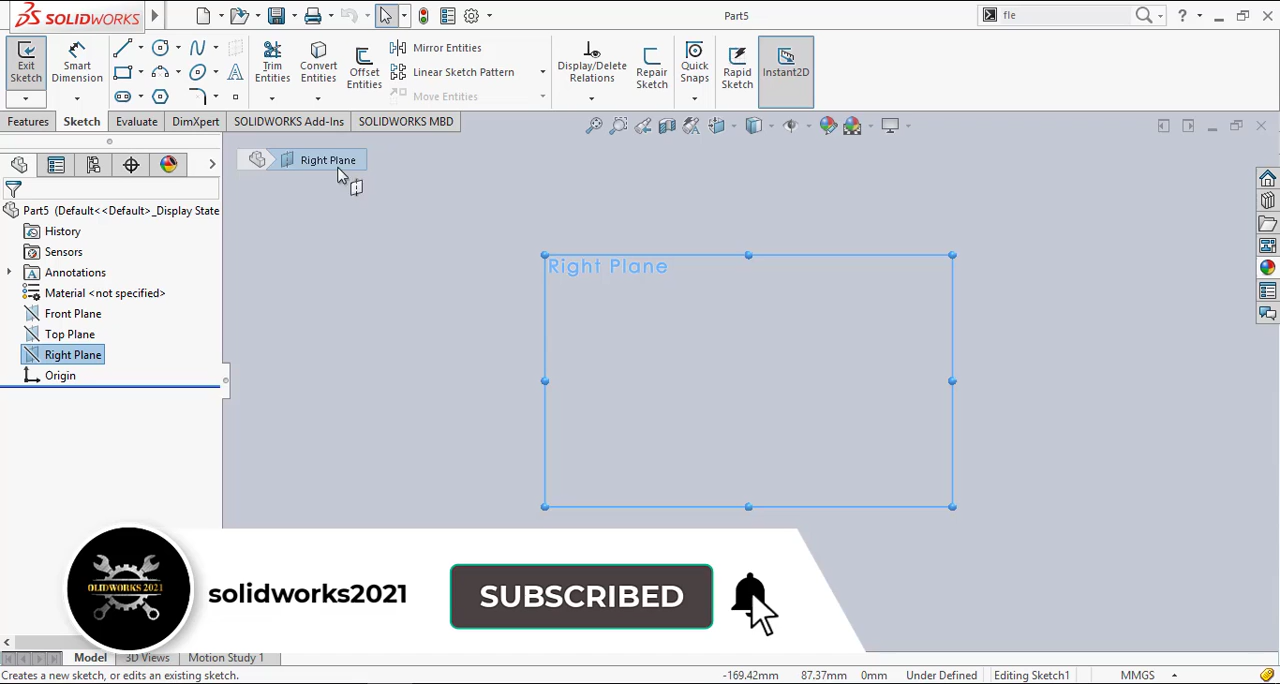 SOLIDWORKS
Part5
fle
Exit Sketch
Smart Dimension
Trim Entities
Convert Entities
Offset Entities
Mirror Entities
Linear Sketch Pattern
Move Entities
Display/Delete Relations
Repair Sketch
Quick Snaps
Rapid Sketch
Instant2D
Features
Sketch
Evaluate
DimXpert
SOLIDWORKS Add-Ins
SOLIDWORKS MBD
Right Plane
Part5 (Default<<Default>_Display State
History
Sensors
Annotations
Material <not specified>
Front Plane
Top Plane
Right Plane
Origin
Right Plane
OLIDWORKS 2021
solidworks2021
SUBSCRIBED
Model
3D Views
Motion Study 1
Creates a new sketch, or edits an existing sketch.
-169.42mm
87.37mm
0mm
Under Defined
Editing Sketch1
MMGS